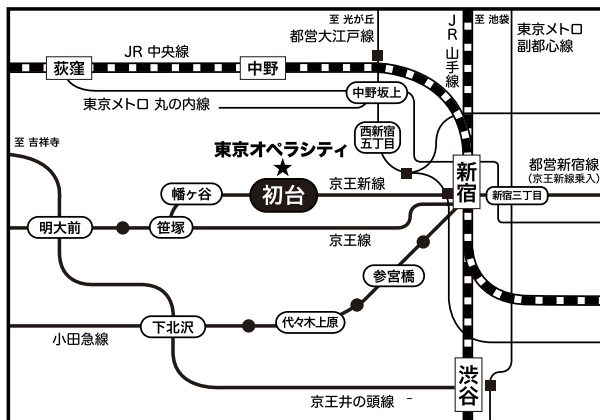 至 光が丘
都営大江戸線
JR 山手線
至 池袋
東京メトロ
副都心線
JR 中央線
荻窪
中野
中野坂上
東京メトロ 丸の内線
西新宿
五丁目
至 吉祥寺
東京オペラシティ
★
新宿
都営新宿線
(京王新線乗入)
幡ヶ谷
初台
京王新線
新宿三丁目
明大前
笹塚
京王線
参宮橋
下北沢
代々木上原
小田急線
渋谷
京王井の頭線